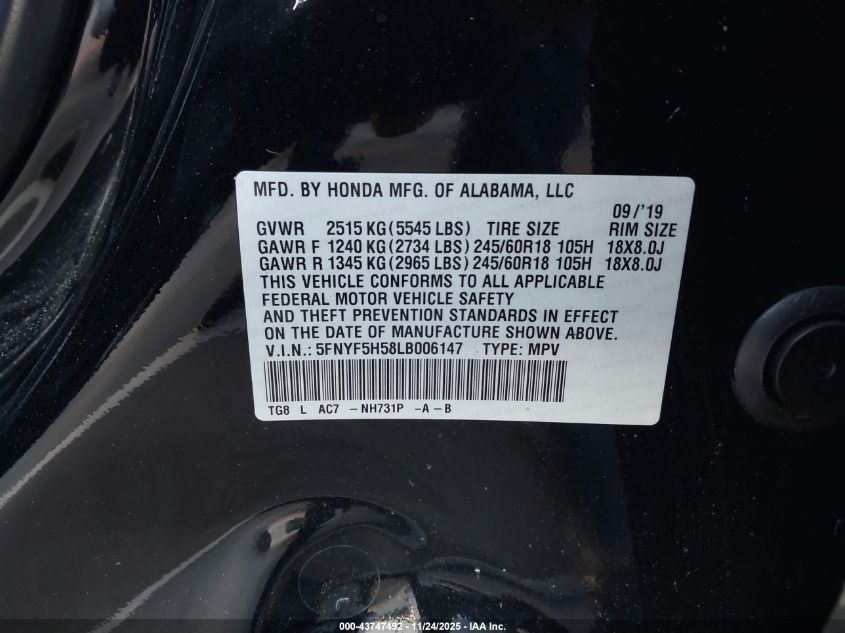 MFD. BY HONDA MFG. OF ALABAMA, LLC
09/'19
GVWR 2515 KG (5545 LBS) TIRE SIZE RIM SIZE
GAWR F 1240 KG (2734 LBS) 245/60R18 105H 18X8.0J
GAWR R 1345 KG (2965 LBS) 245/60R18 105H 18X8.0J
THIS VEHICLE CONFORMS TO ALL APPLICABLE
FEDERAL MOTOR VEHICLE SAFETY
AND THEFT PREVENTION STANDARDS IN EFFECT
ON THE DATE OF MANUFACTURE SHOWN ABOVE.
V.I.N.: 5FNYF5H58LB006147 TYPE: MPV
TG8 L AC7 -NH731P -A-B
000-43747492 - 11/24/2025 - IAA Inc.